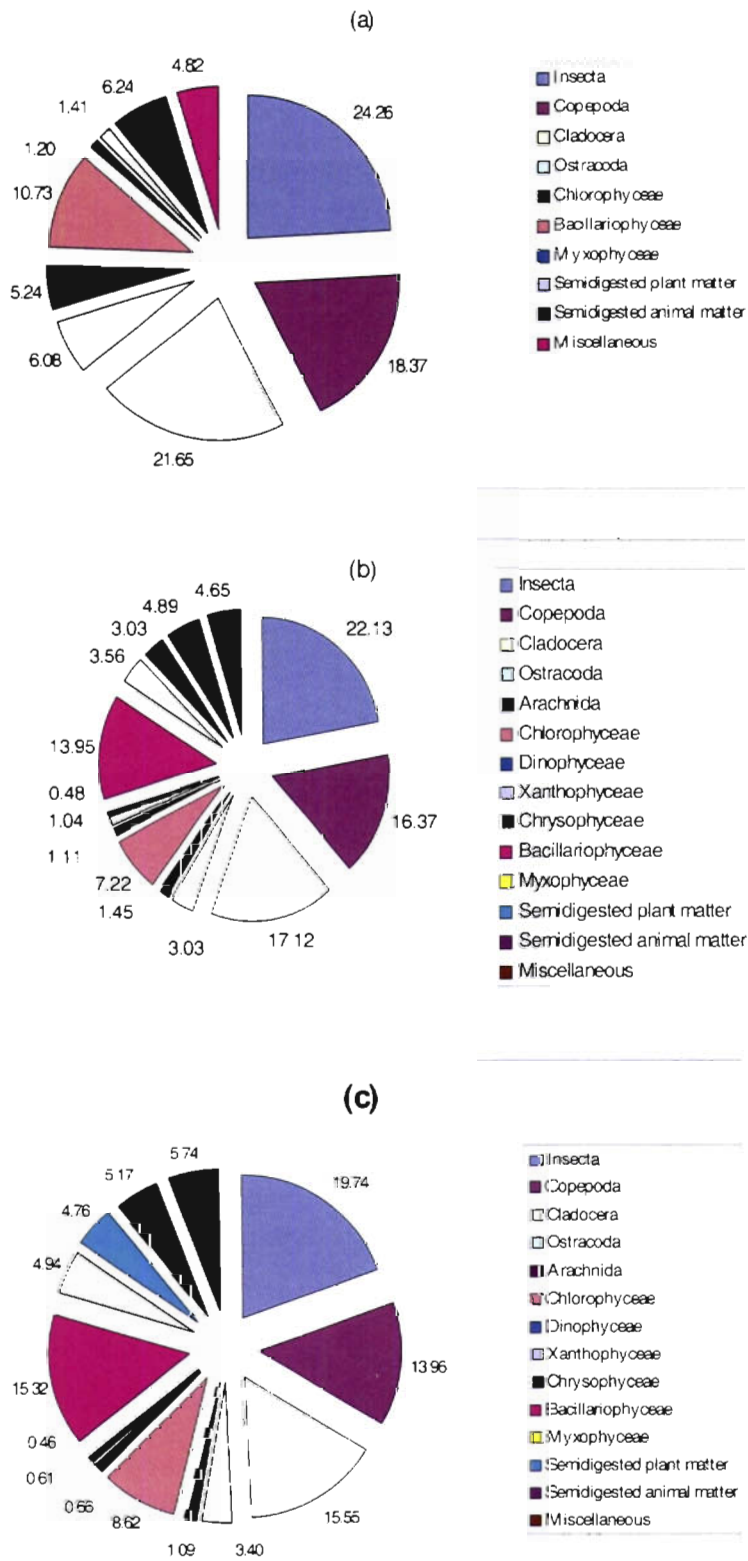 (a)
4.82
6.24
1.41
1.20
10.73
5.24
6.08
21.65
18.37
24.26
Insecta
Copepoda
Cladocera
Ostracoda
Chlorophyceae
Bacillariophyceae
Myxophyceae
Semidigested plant matter
Semidigested animal matter
Miscellaneous
(b)
4.65
4.89
3.03
3.56
13.95
0.48
1.04
1.11
7.22
1.45
3.03
17 12
16.37
22.13
Insecta
Copepoda
Cladocera
Ostracoda
Arachnida
Chlorophyceae
Dinophyceae
Xanthophyceae
Chrysophyceae
Bacillariophyceae
Myxophyceae
Semidigested plant matter
Semidigested animal matter
Miscellaneous
(c)
5 74
5 17
4.76
4.94
15.32
0.46
0.61
8.62
1 09
3.40
15.55
13 96
19.74
Insecta
Copepoda
Cladocera
Ostracoda
Arachnida
Chlorophyceae
Dinophyceae
Xanthophyceae
Chrysophyceae
Bacillariophyceae
Myxophyceae
Semidigested plant matter
Semidigested animal matter
Miscellaneous